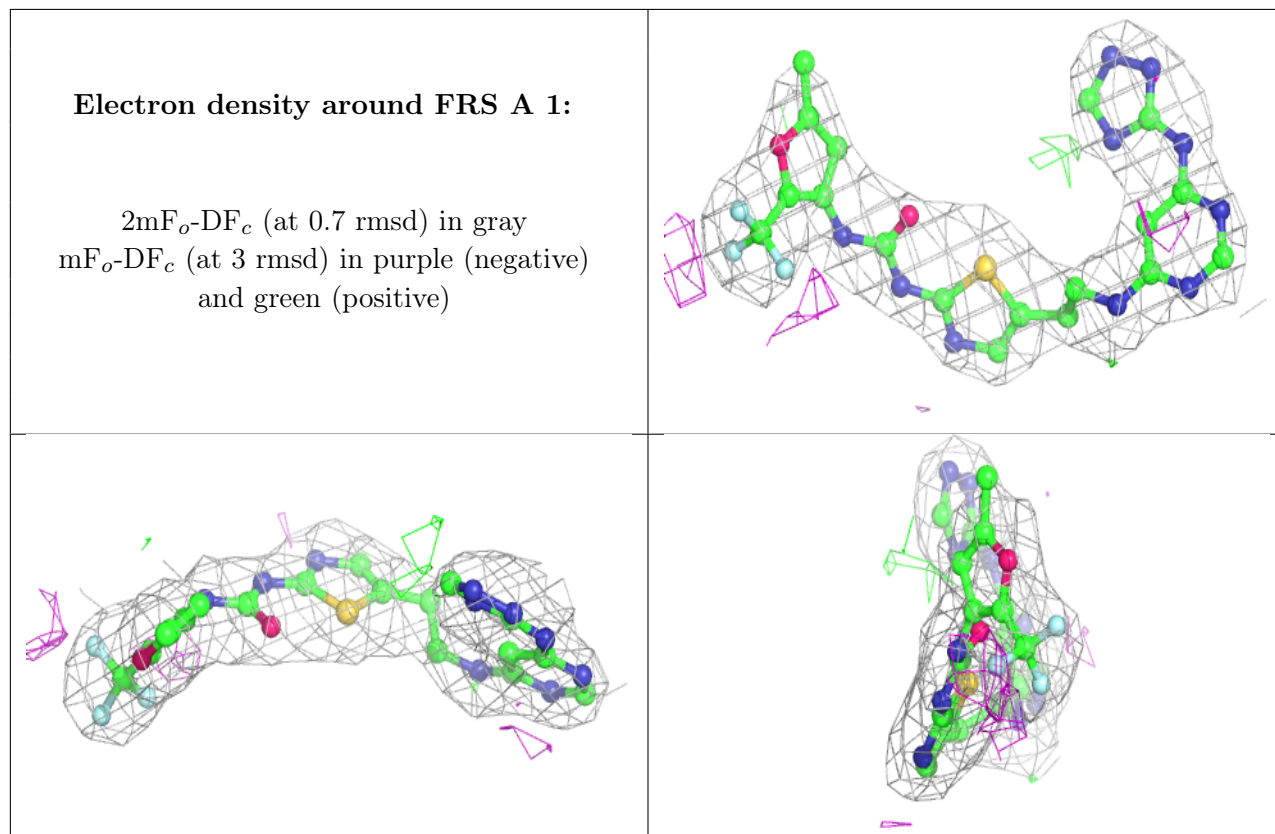 Electron density around FRS A 1:
2mFo-DFc (at 0.7 rmsd) in gray
mFo-DFc (at 3 rmsd) in purple (negative)
and green (positive)